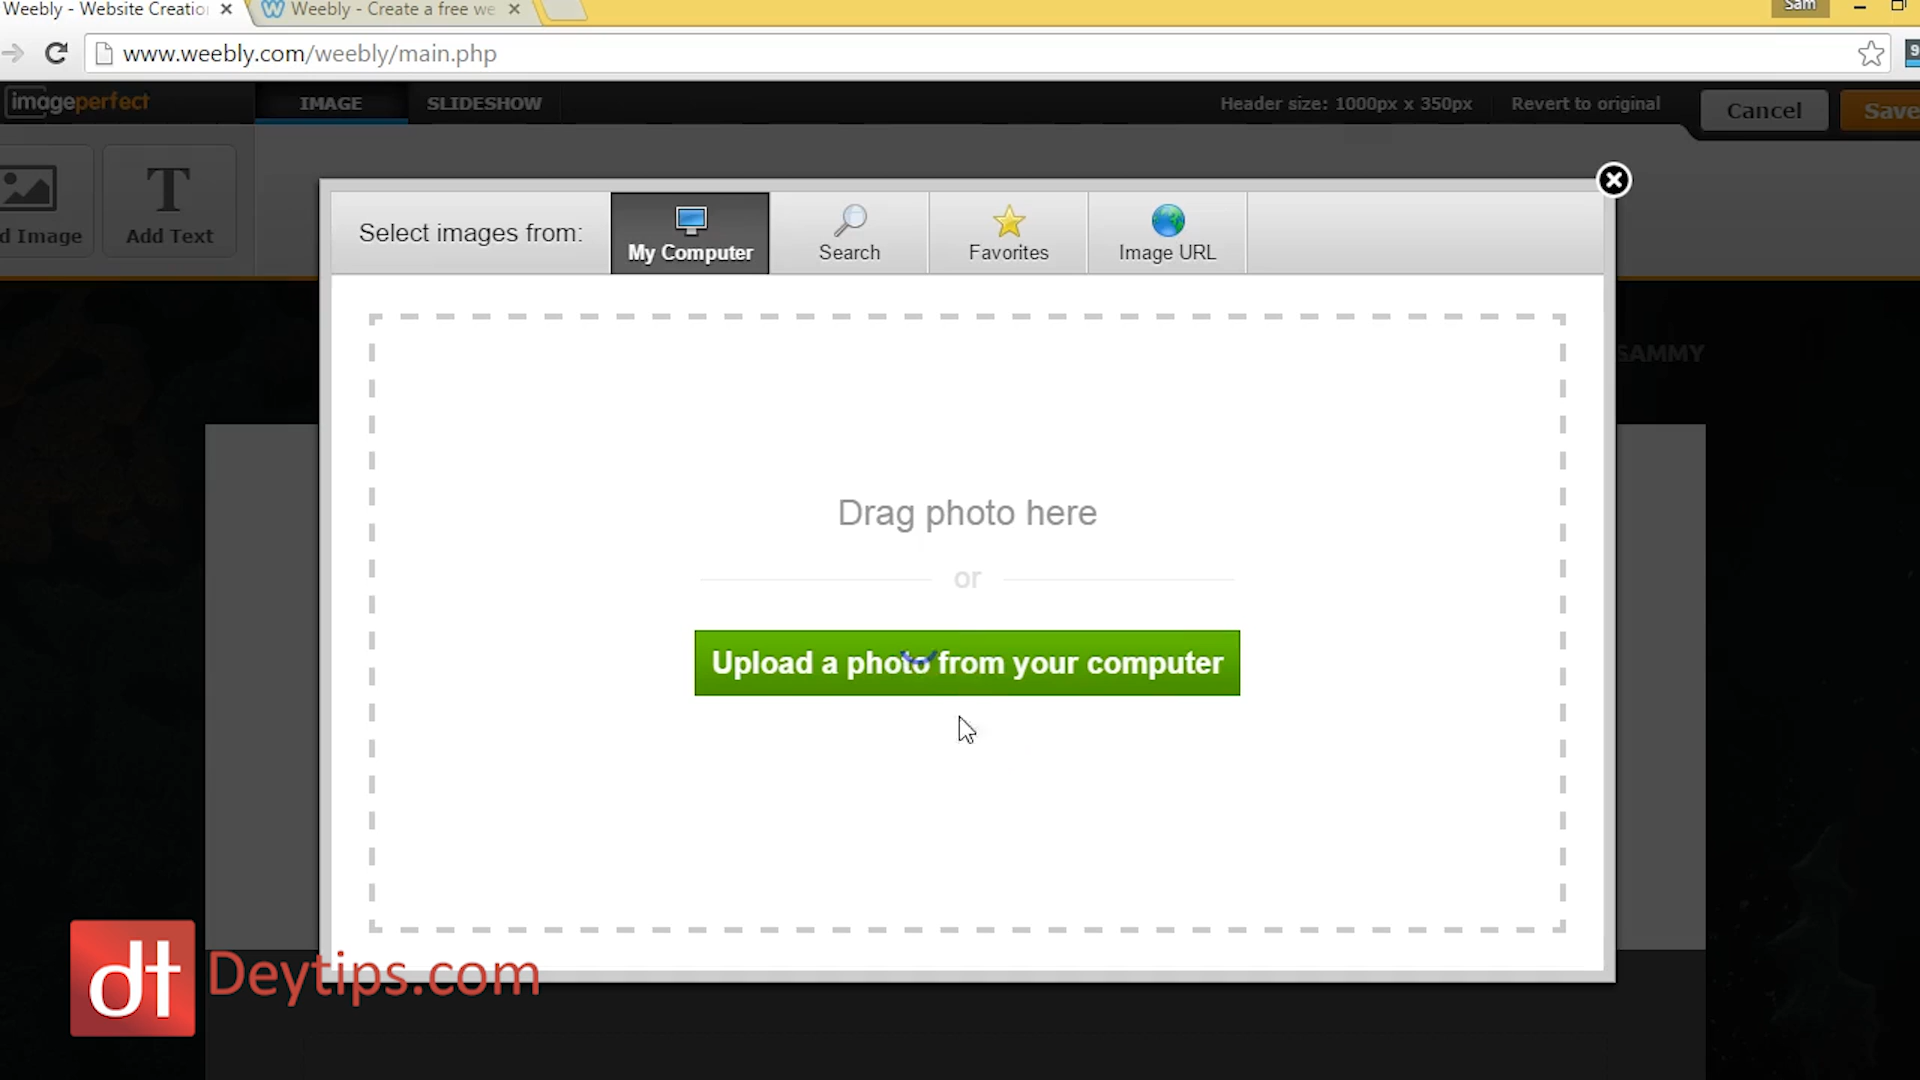 Weebly - Website Creatio
Weebly - Create a free we
Sam
www.weebly.com/weebly/main.php
imageperfect
IMAGE
SLIDESHOW
Header size: 1000px x 350px
Revert to original
Cancel
Save
d Image
T
Add Text
Select images from:
My Computer
Search
Favorites
Image URL
SAMMY
Drag photo here
or
Upload a photo from your computer
dt
Deytips.com